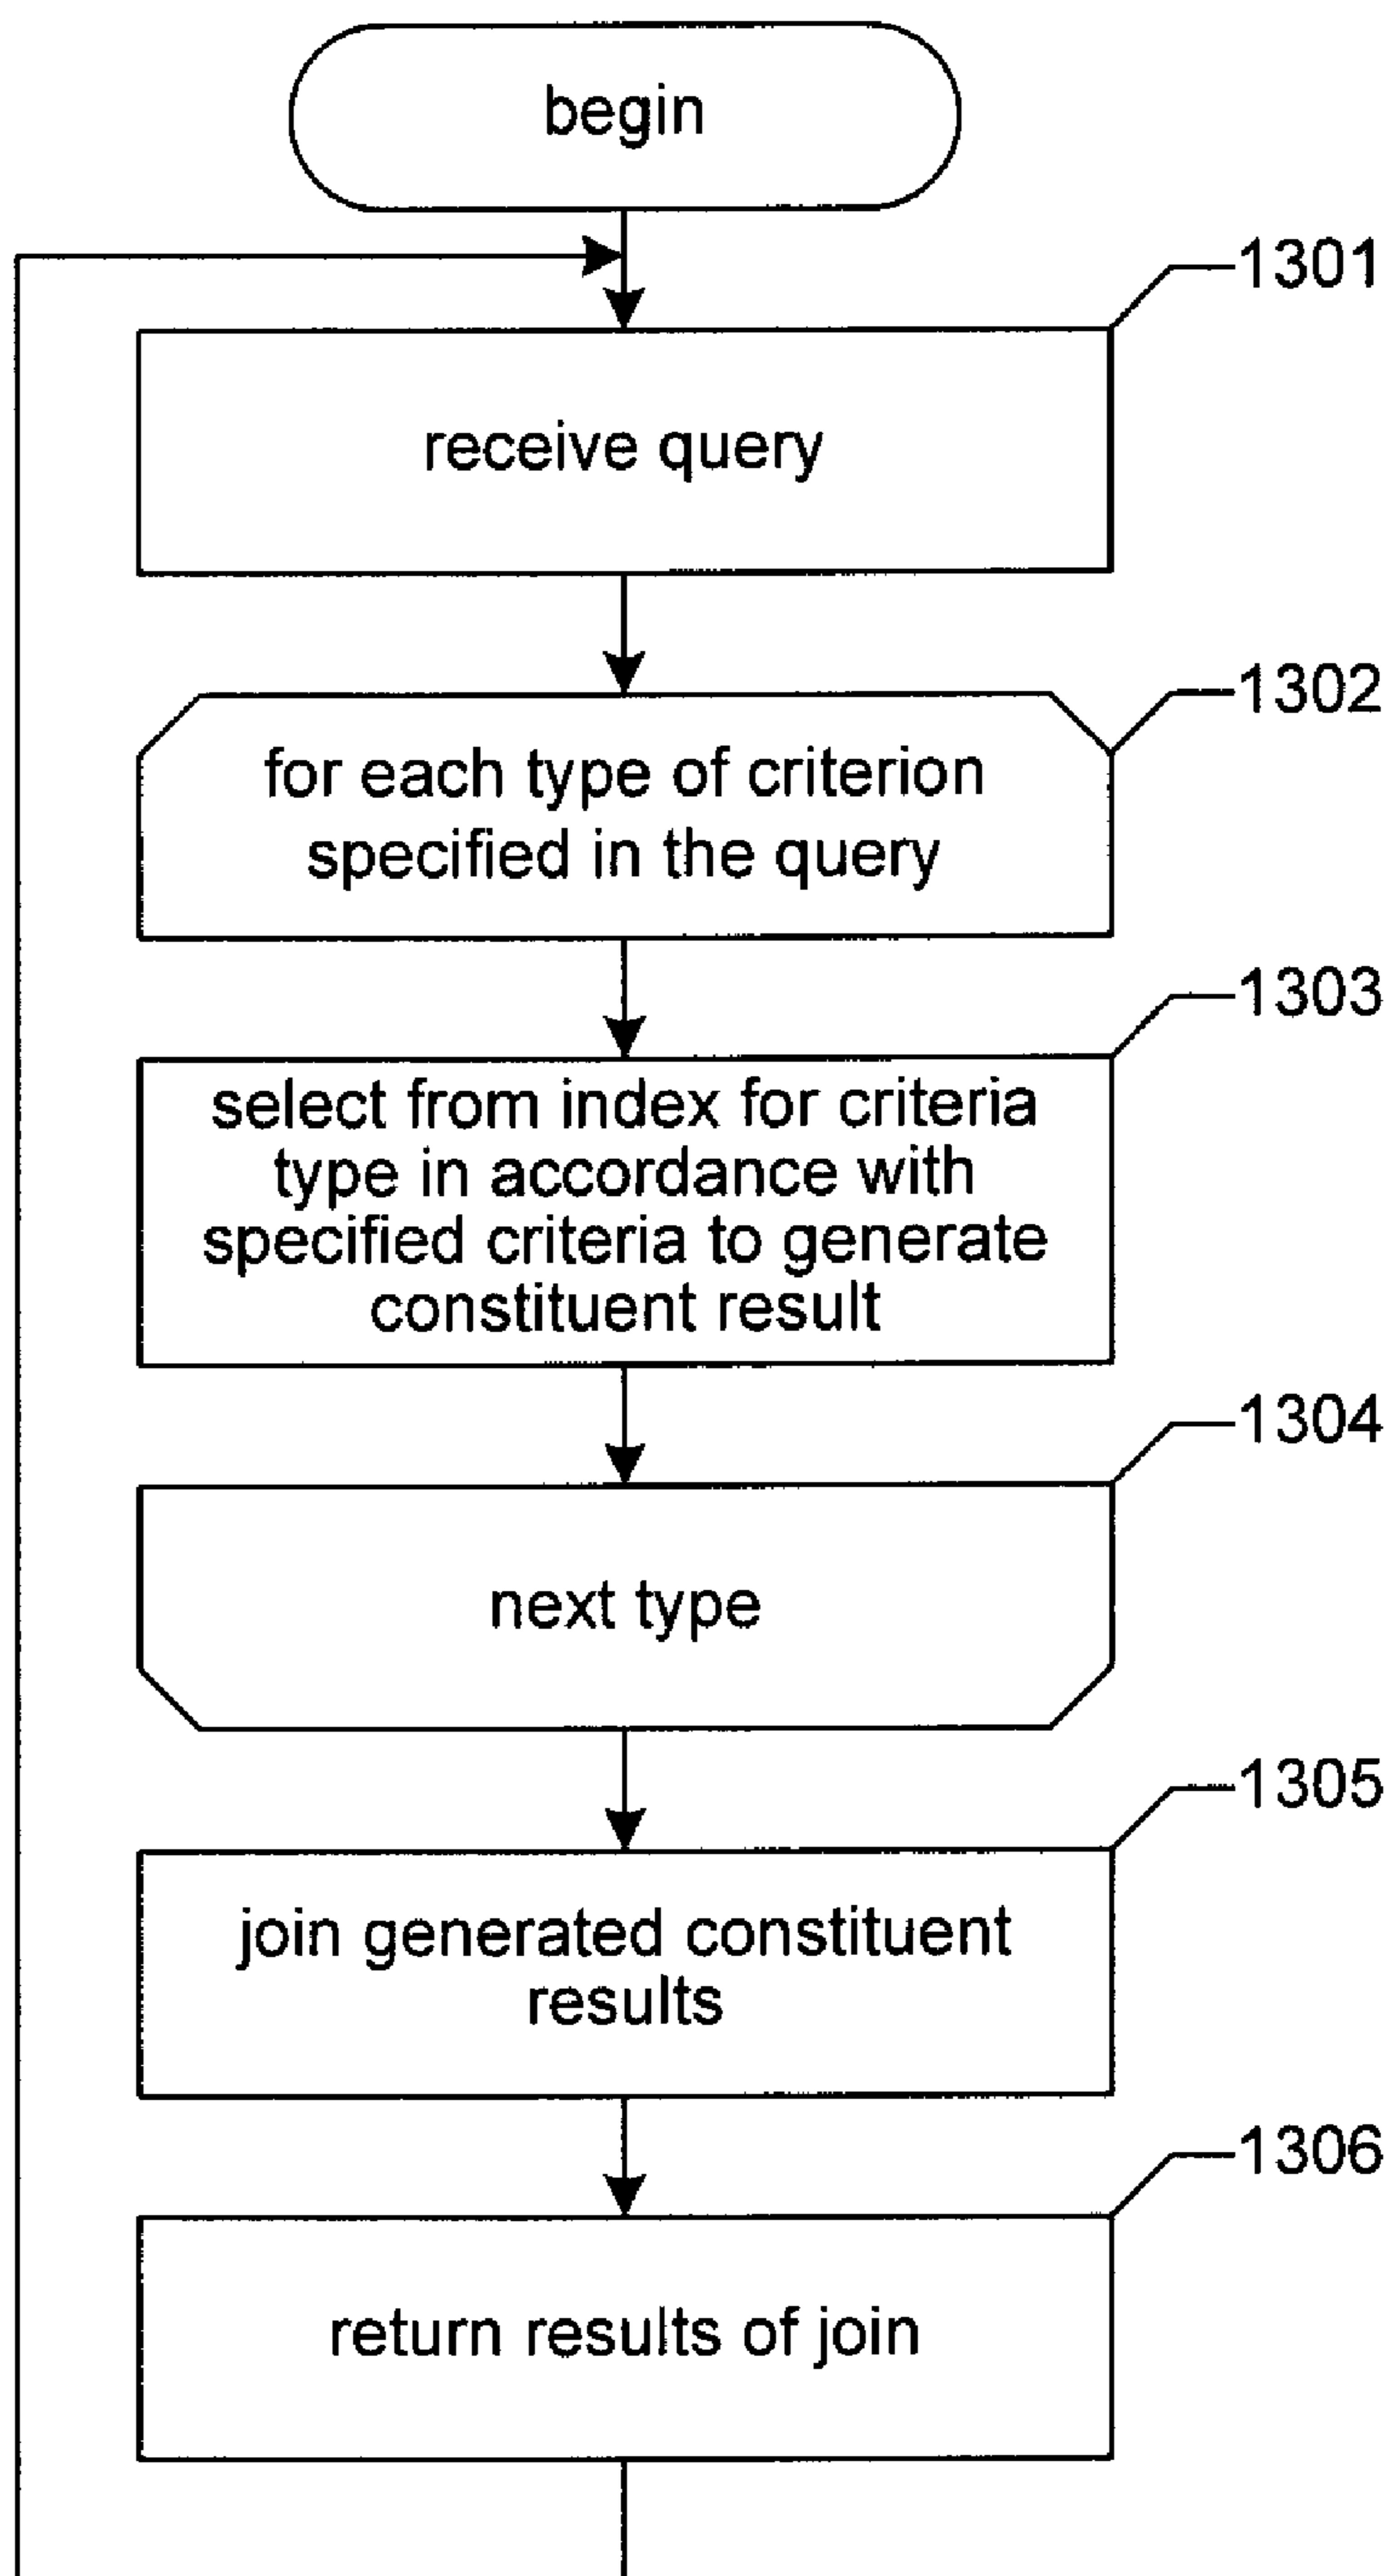 begin
1301
receive query
1302
for each type of criterion
specified in the query
1303
select from index for criteria
type in accordance with
specified criteria to generate
constituent result
1304
next type
1305
join generated constituent
results
1306
return results of join